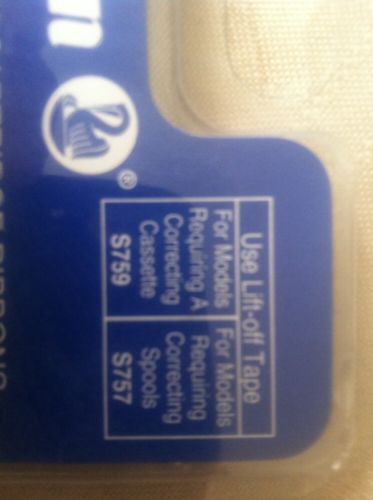 n
®
Use Lift-off Tape
For Models
Requiring A
Correcting
Cassette
S759
For Models
Requiring
Correcting
Spools
S757